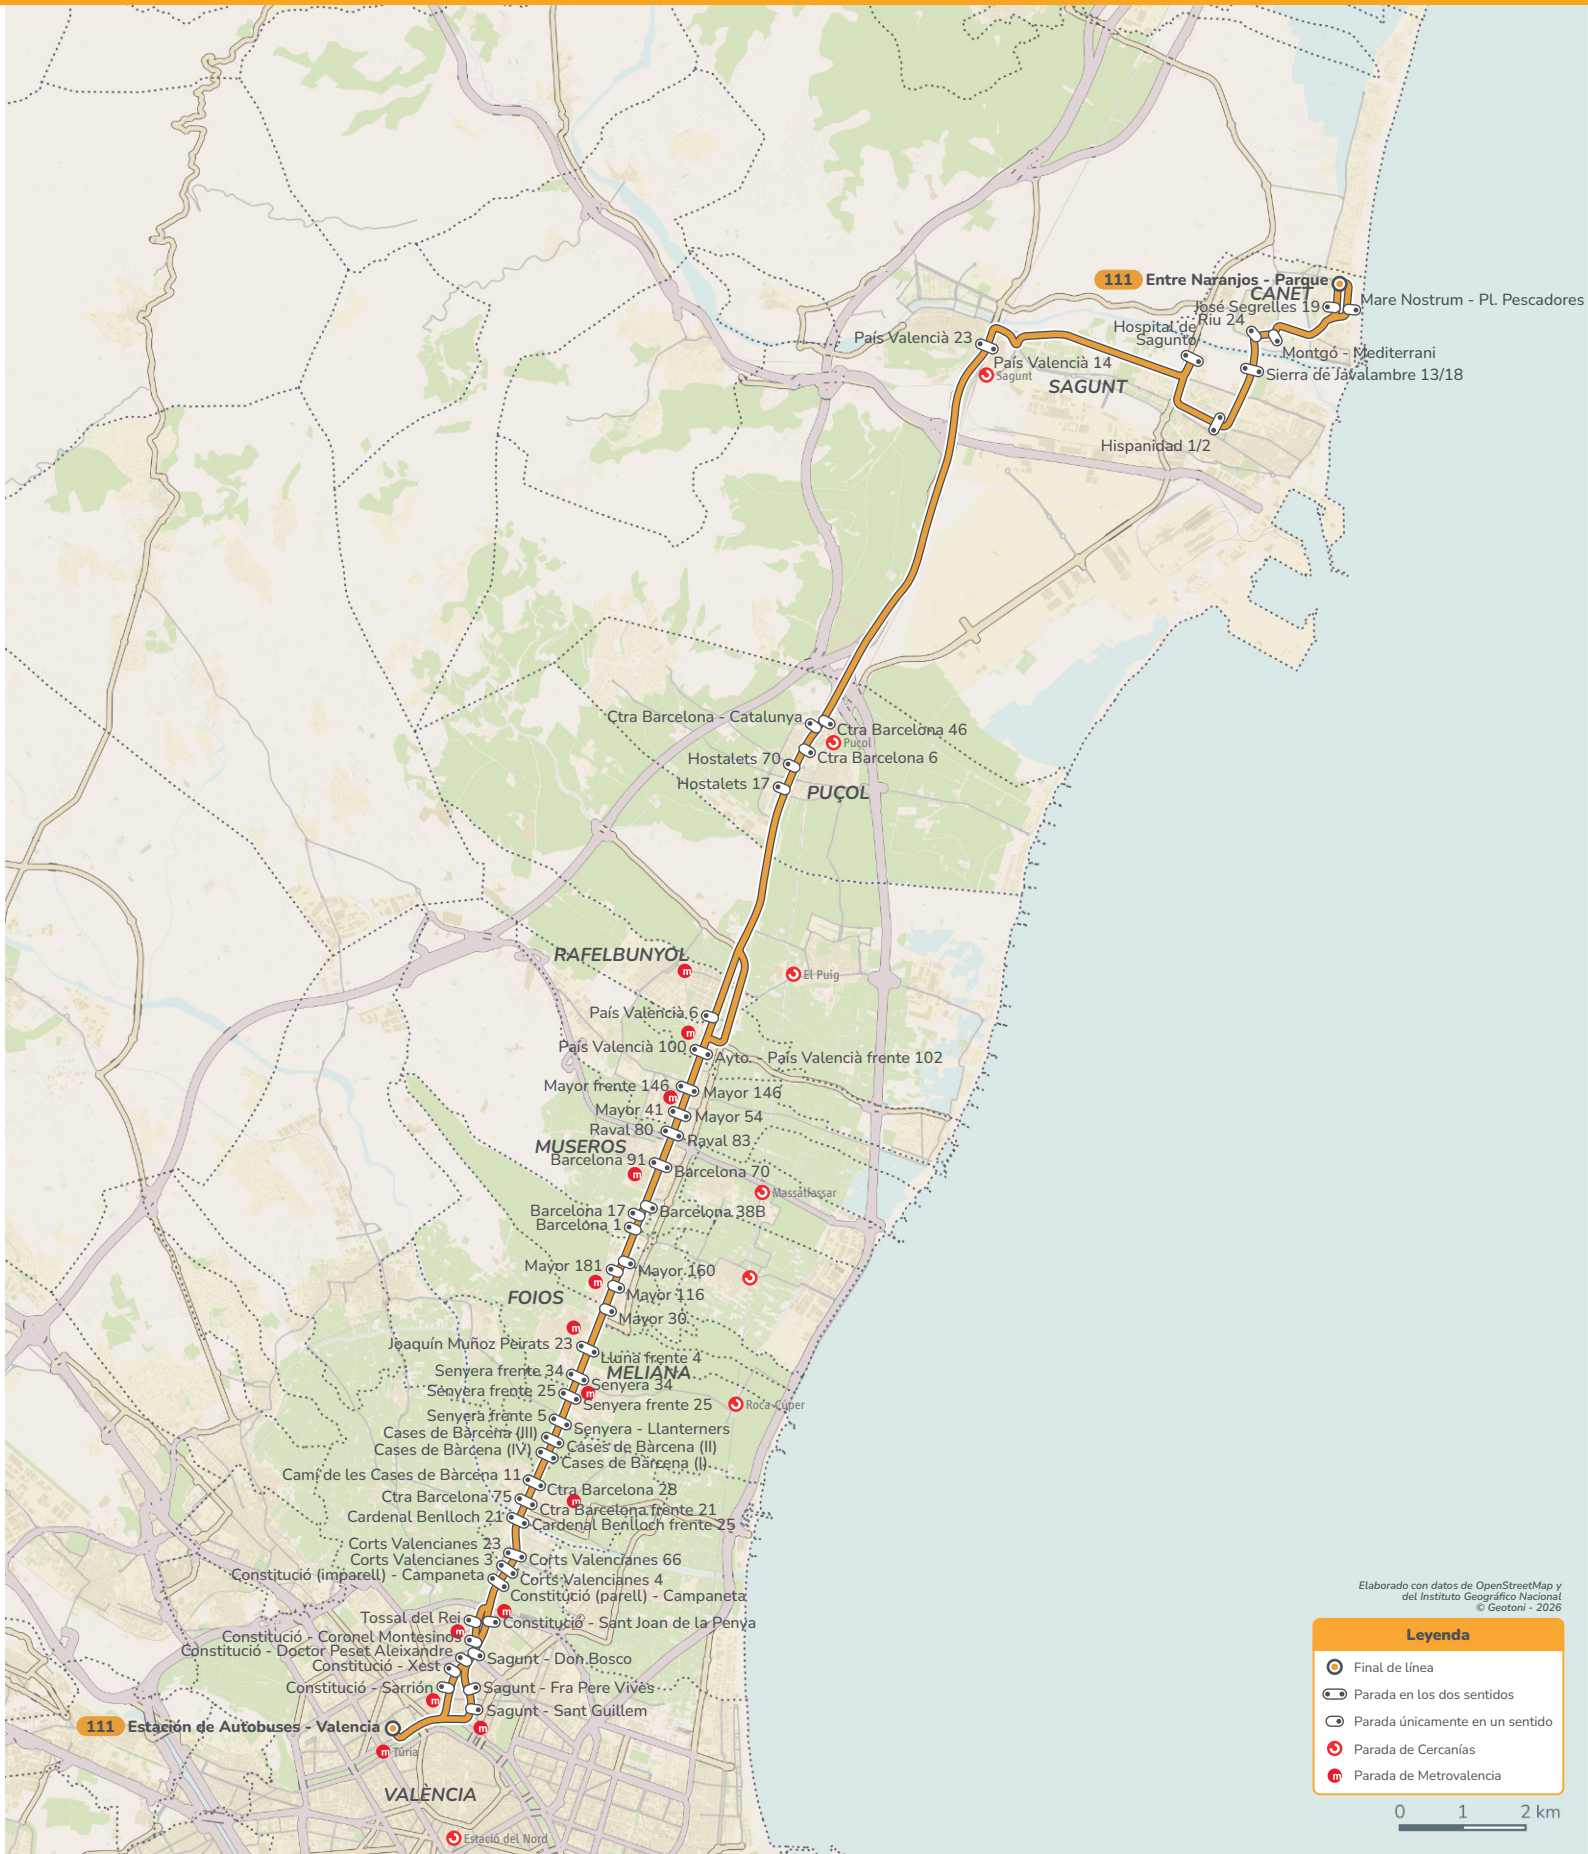 111 Entre Naranjos - Parque
CANET
José Segrelles 19
Mare Nostrum - Pl. Pescadores
Riu 24
Hospital de
Sagunto
País Valencià 23
Montgó - Mediterrani
País Valencià 14
Sagunt
Sierra de Javalambre 13/18
SAGUNT
Hispanidad 1/2
Ctra Barcelona - Catalunya
Ctra Barcelona 46
Puçol
Hostalets 70
Ctra Barcelona 6
Hostalets 17
PUÇOL
RAFELBUNYOL
El Puig
País Valencià 6
País Valencià 100
Ayto. - País Valencià frente 102
Mayor frente 146
Mayor 146
Mayor 41
Mayor 54
Raval 80
Raval 83
MUSEROS
Barcelona 91
Barcelona 70
Massalfassar
Barcelona 17
Barcelona 38B
Barcelona 1
Mayor 181
Mayor 160
Mayor 116
FOIOS
Mayor 30
Joaquín Muñoz Peirats 23
Lluna frente 4
Senyera frente 34
MELIANA
Senyera 34
Senyera frente 25
Senyera frente 25
Roca-Cúper
Senyera frente 5
Senyera - Llanterners
Cases de Bàrcena (III)
Cases de Bàrcena (II)
Cases de Bàrcena (IV)
Cases de Bàrcena (I)
Camí de les Cases de Bàrcena 11
Ctra Barcelona 28
Ctra Barcelona 75
Ctra Barcelona frente 21
Cardenal Benlloch 21
Cardenal Benlloch frente 25
Corts Valencianes 23
Corts Valencianes 66
Corts Valencianes 3
Constitució (imparell) - Campaneta
Corts Valencianes 4
Constitució (parell) - Campaneta
Tossal del Rei
Constitució - Sant Joan de la Penya
Constitució - Coronel Montesinos
Constitució - Doctor Peset Aleixandre
Sagunt - Don Bosco
Constitució - Xest
Constitució - Sarrión
Sagunt - Fra Pere Vives
Sagunt - Sant Guillem
111 Estación de Autobuses - Valencia
Túria
VALÈNCIA
Estació del Nord
Elaborado con datos de OpenStreetMap y
del Instituto Geográfico Nacional
© Geotoni - 2026
Leyenda
Final de línea
Parada en los dos sentidos
Parada únicamente en un sentido
Parada de Cercanías
m Parada de Metrovalencia
0 1 2 km